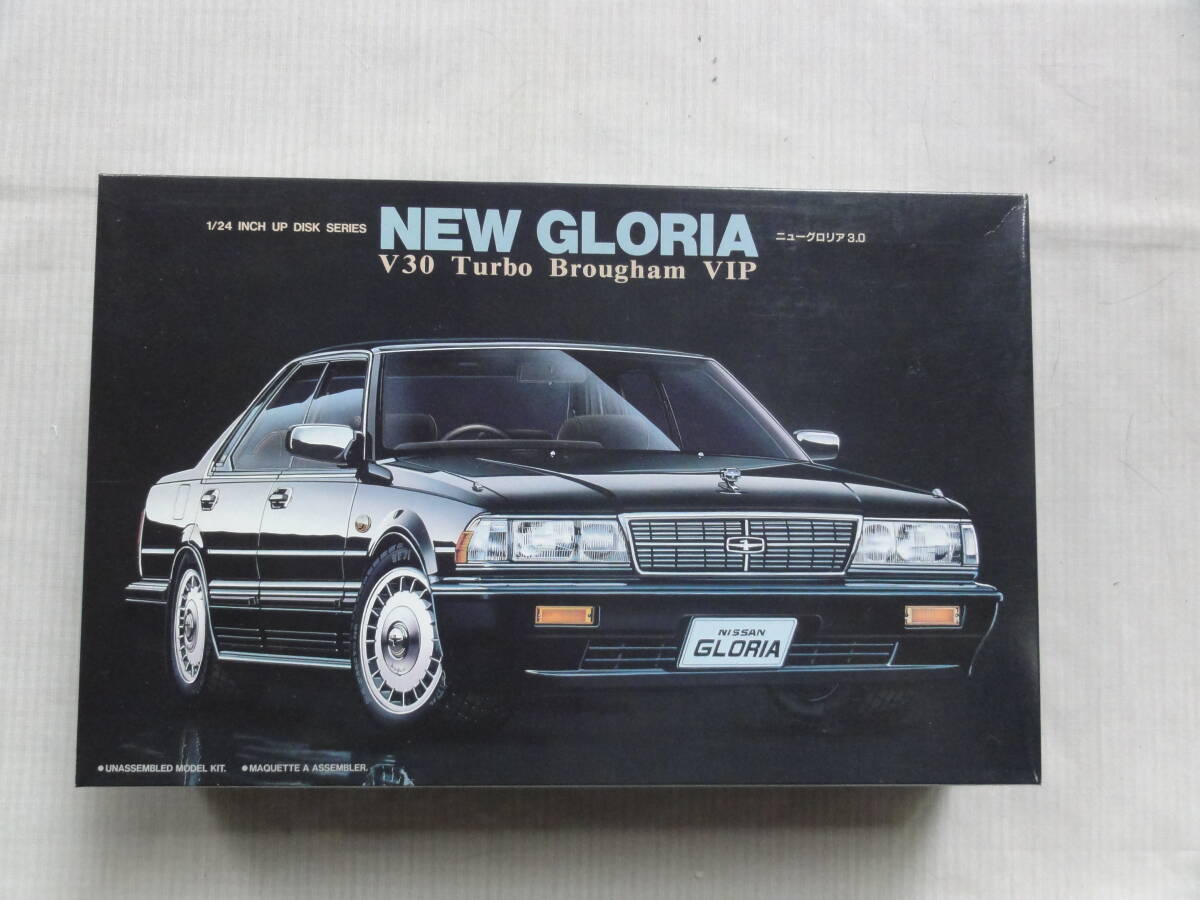 1/24 INCH UP DISK SERIES
NEW GLORIA
ニューグロリア3.0
V30 Turbo Brougham VIP
NISSAN
GLORIA
●UNASSEMBLED MODEL KIT. ●MAQUETTE A ASSEMBLER.